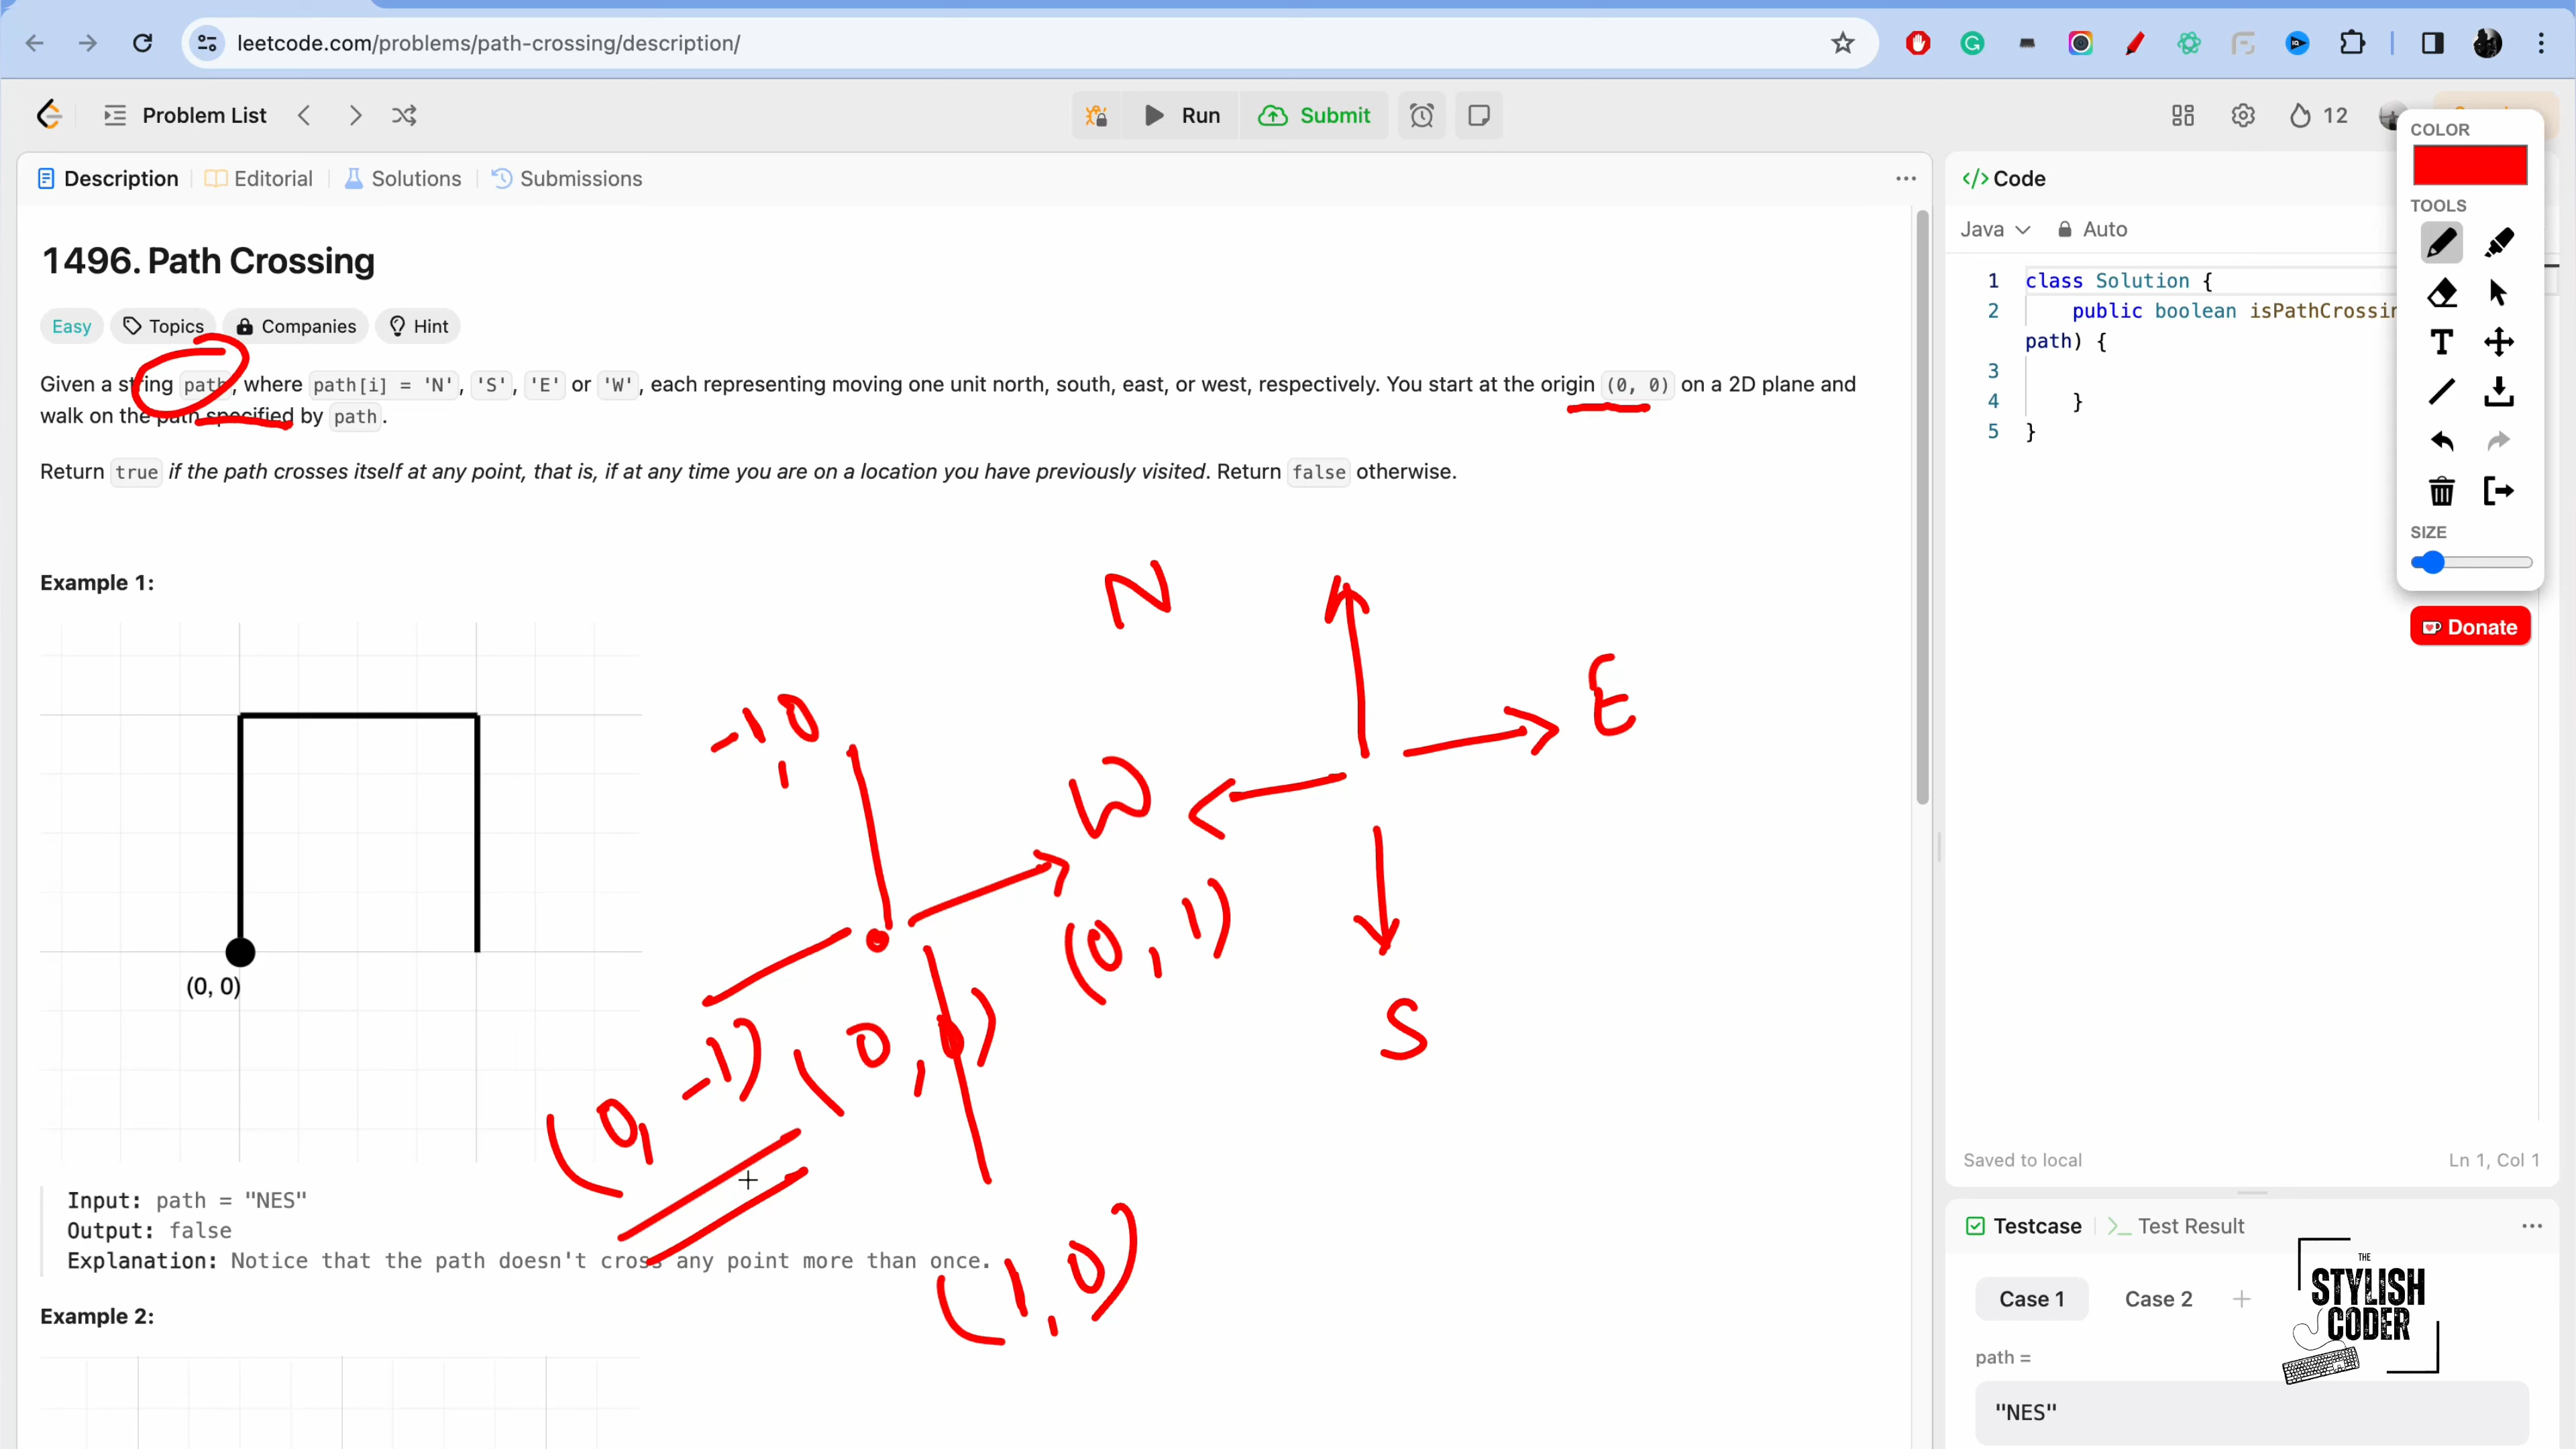 leetcode.com/problems/path-crossing/description/
Problem List
Run
Submit
12
Description
Editorial
Solutions
Submissions
1496. Path Crossing
Easy
Topics
Companies
Hint
Given a string path, where path[i] = 'N', 'S', 'E' or 'W', each representing moving one unit north, south, east, or west, respectively. You start at the origin (0, 0) on a 2D plane and
walk on the path specified by path.
Return true if the path crosses itself at any point, that is, if at any time you are on a location you have previously visited. Return false otherwise.
Example 1:
(0, 0)
N
E
-1,0
W
(0, 1)
S
(0, -1)
(0, 0)
(1, 0)
Input: path = "NES"
Output: false
Explanation: Notice that the path doesn't cross any point more than once.
Example 2:
</> Code
Java
Auto
1 class Solution {
2 public boolean isPathCrossin
path) {
3
4 }
5 }
Saved to local
Ln 1, Col 1
COLOR
TOOLS
T
SIZE
Donate
Testcase
Test Result
Case 1
Case 2
path =
"NES"
THE
STYLISH
CODER